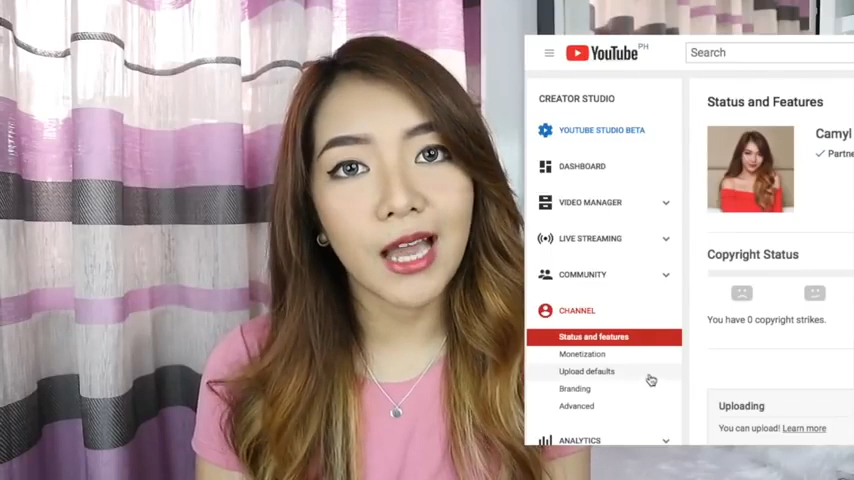 YouTube PH
Search
CREATOR STUDIO
YOUTUBE STUDIO BETA
DASHBOARD
VIDEO MANAGER
LIVE STREAMING
COMMUNITY
CHANNEL
Status and features
Monetization
Upload defaults
Branding
Advanced
ANALYTICS
Status and Features
Camyl
Partne
Copyright Status
You have 0 copyright strikes.
Uploading
You can upload! Learn more